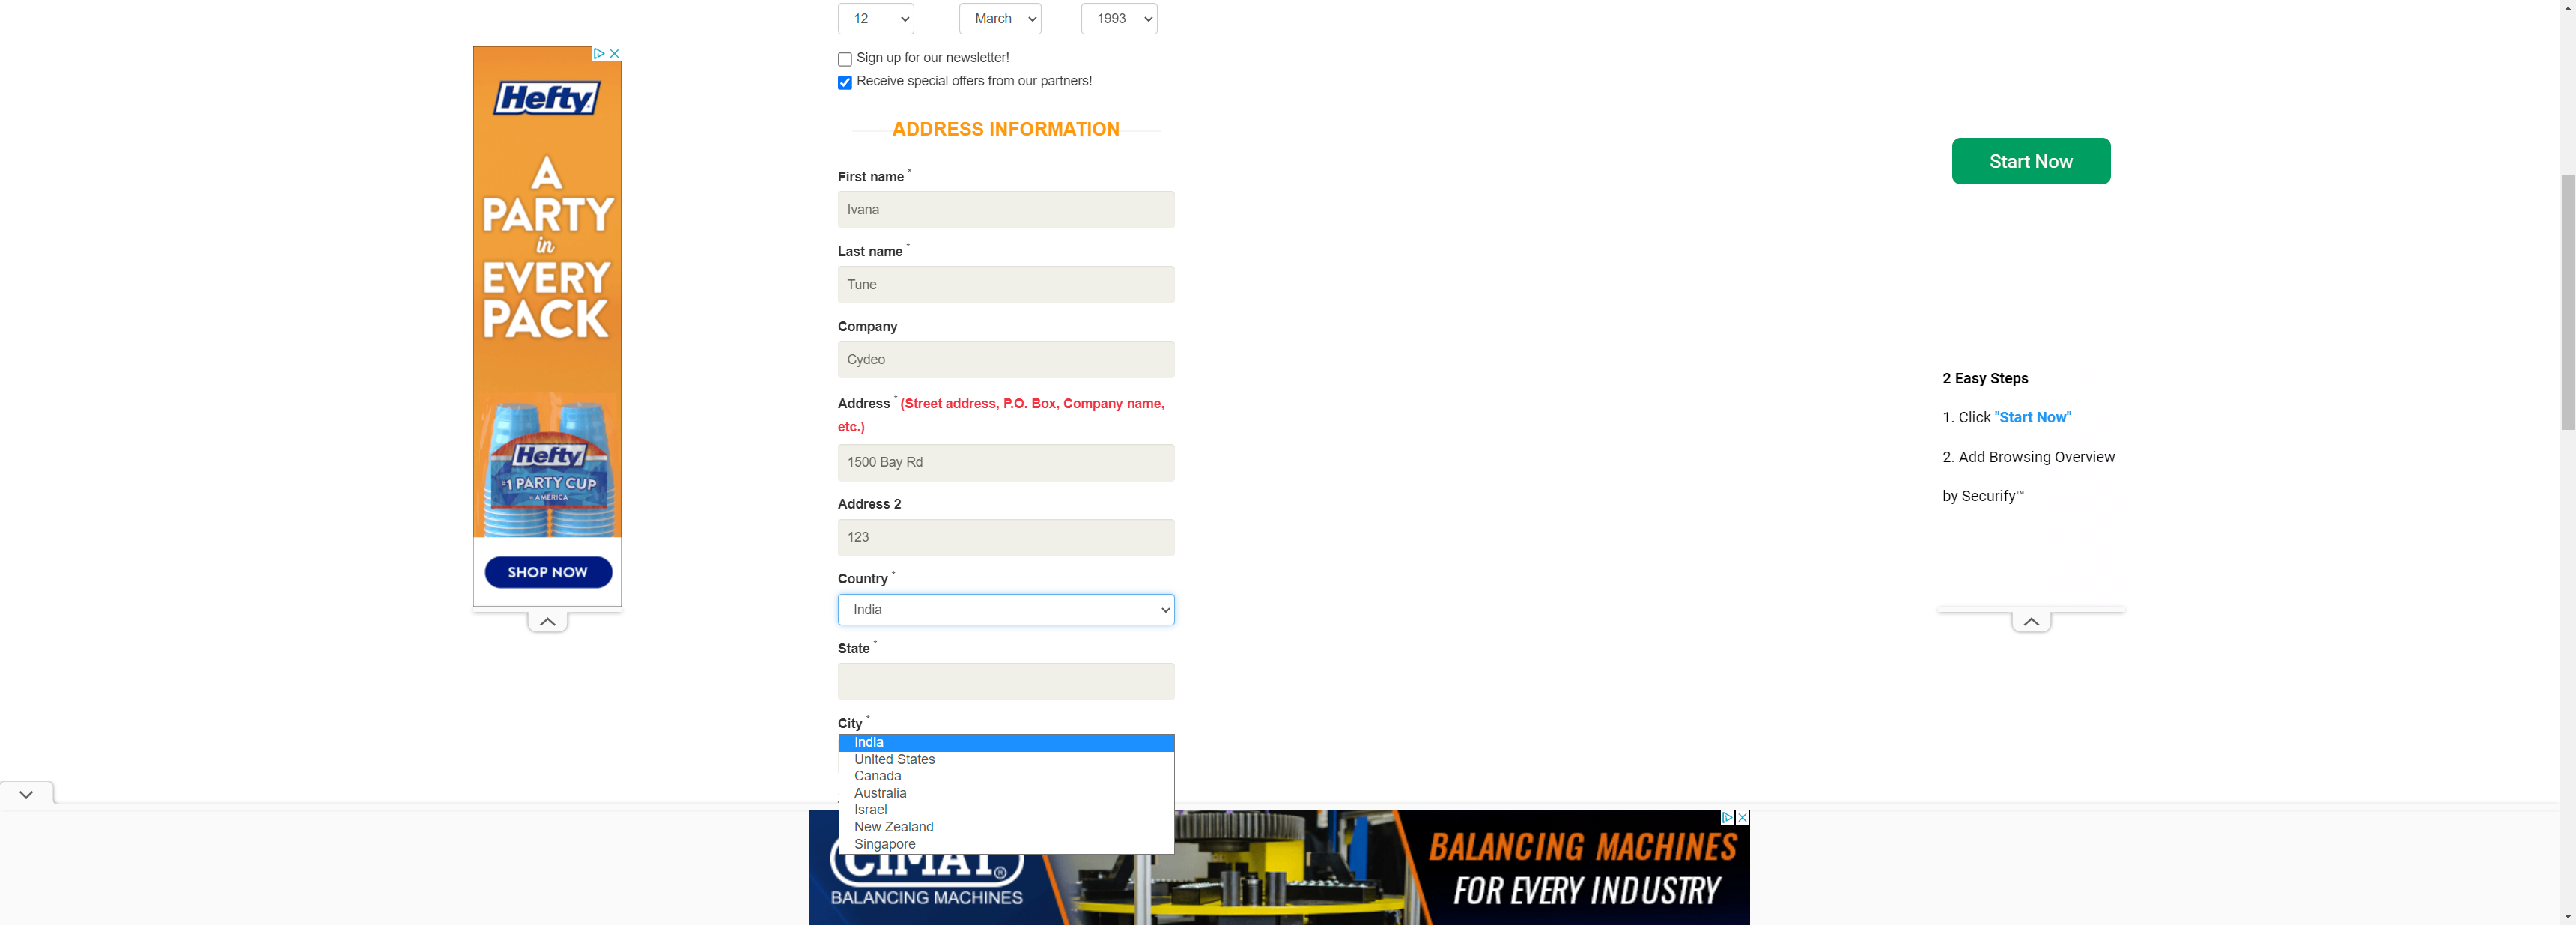 12
March
1993
Sign up for our newsletter!
Receive special offers from our partners!
ADDRESS INFORMATION
First name *
Ivana
Last name *
Tune
Company
Cydeo
Address * (Street address, P.O. Box, Company name,
etc.)
1500 Bay Rd
Address 2
123
Country *
India
State *
City *
India
United States
Canada
Australia
Israel
New Zealand
Singapore
Hefty
A
PARTY
in
EVERY
PACK
Hefty
#1 PARTY CUP
IN AMERICA
SHOP NOW
Start Now
2 Easy Steps
1. Click "Start Now"
2. Add Browsing Overview
by Securify™
CIMAT®
BALANCING MACHINES
BALANCING MACHINES
FOR EVERY INDUSTRY